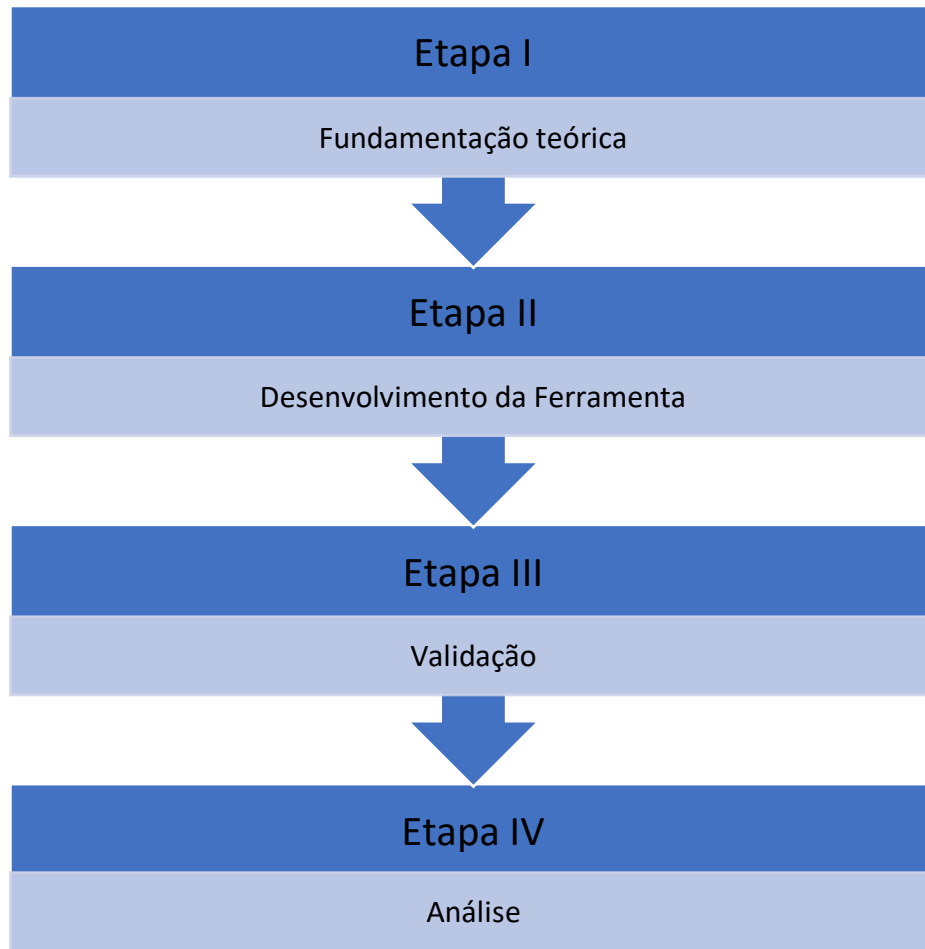 Etapa I
Fundamentação teórica
Etapa II
Desenvolvimento da Ferramenta
Etapa III
Validação
Etapa IV
Análise